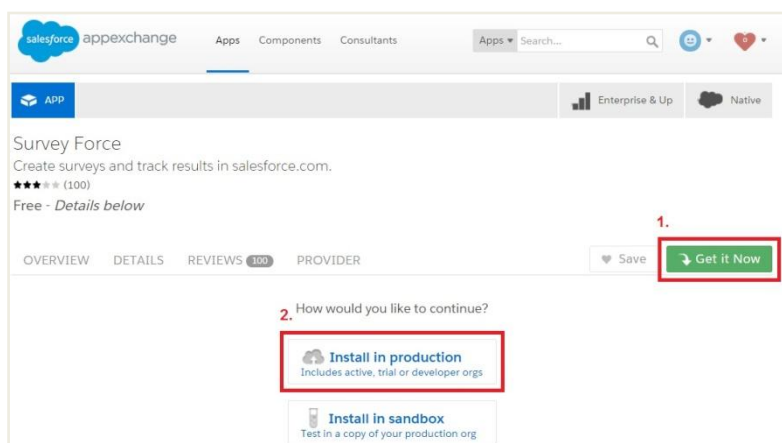 salesforce appexchange Apps Components Consultants Apps Search...
APP Enterprise & Up Native
Survey Force
Create surveys and track results in salesforce.com.
(100)
Free - Details below
1.
OVERVIEW DETAILS REVIEWS 100 PROVIDER Save Get it Now
2. How would you like to continue?
Install in production
Includes active, trial or developer orgs
Install in sandbox
Test in a copy of your production org